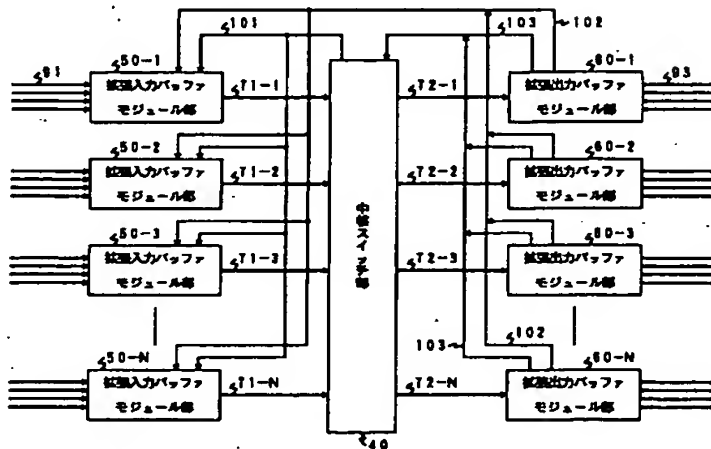 101
103
102
91
50-1
拡張入力バッファ
モジュール部
71-1
72-1
60-1
拡張出力バッファ
モジュール部
93
50-2
拡張入力バッファ
モジュール部
71-2
72-2
60-2
拡張出力バッファ
モジュール部
50-3
拡張入力バッファ
モジュール部
71-3
中継スイッチ部
72-3
60-3
拡張出力バッファ
モジュール部
50-N
拡張入力バッファ
モジュール部
71-N
103
102
72-N
60-N
拡張出力バッファ
モジュール部
40